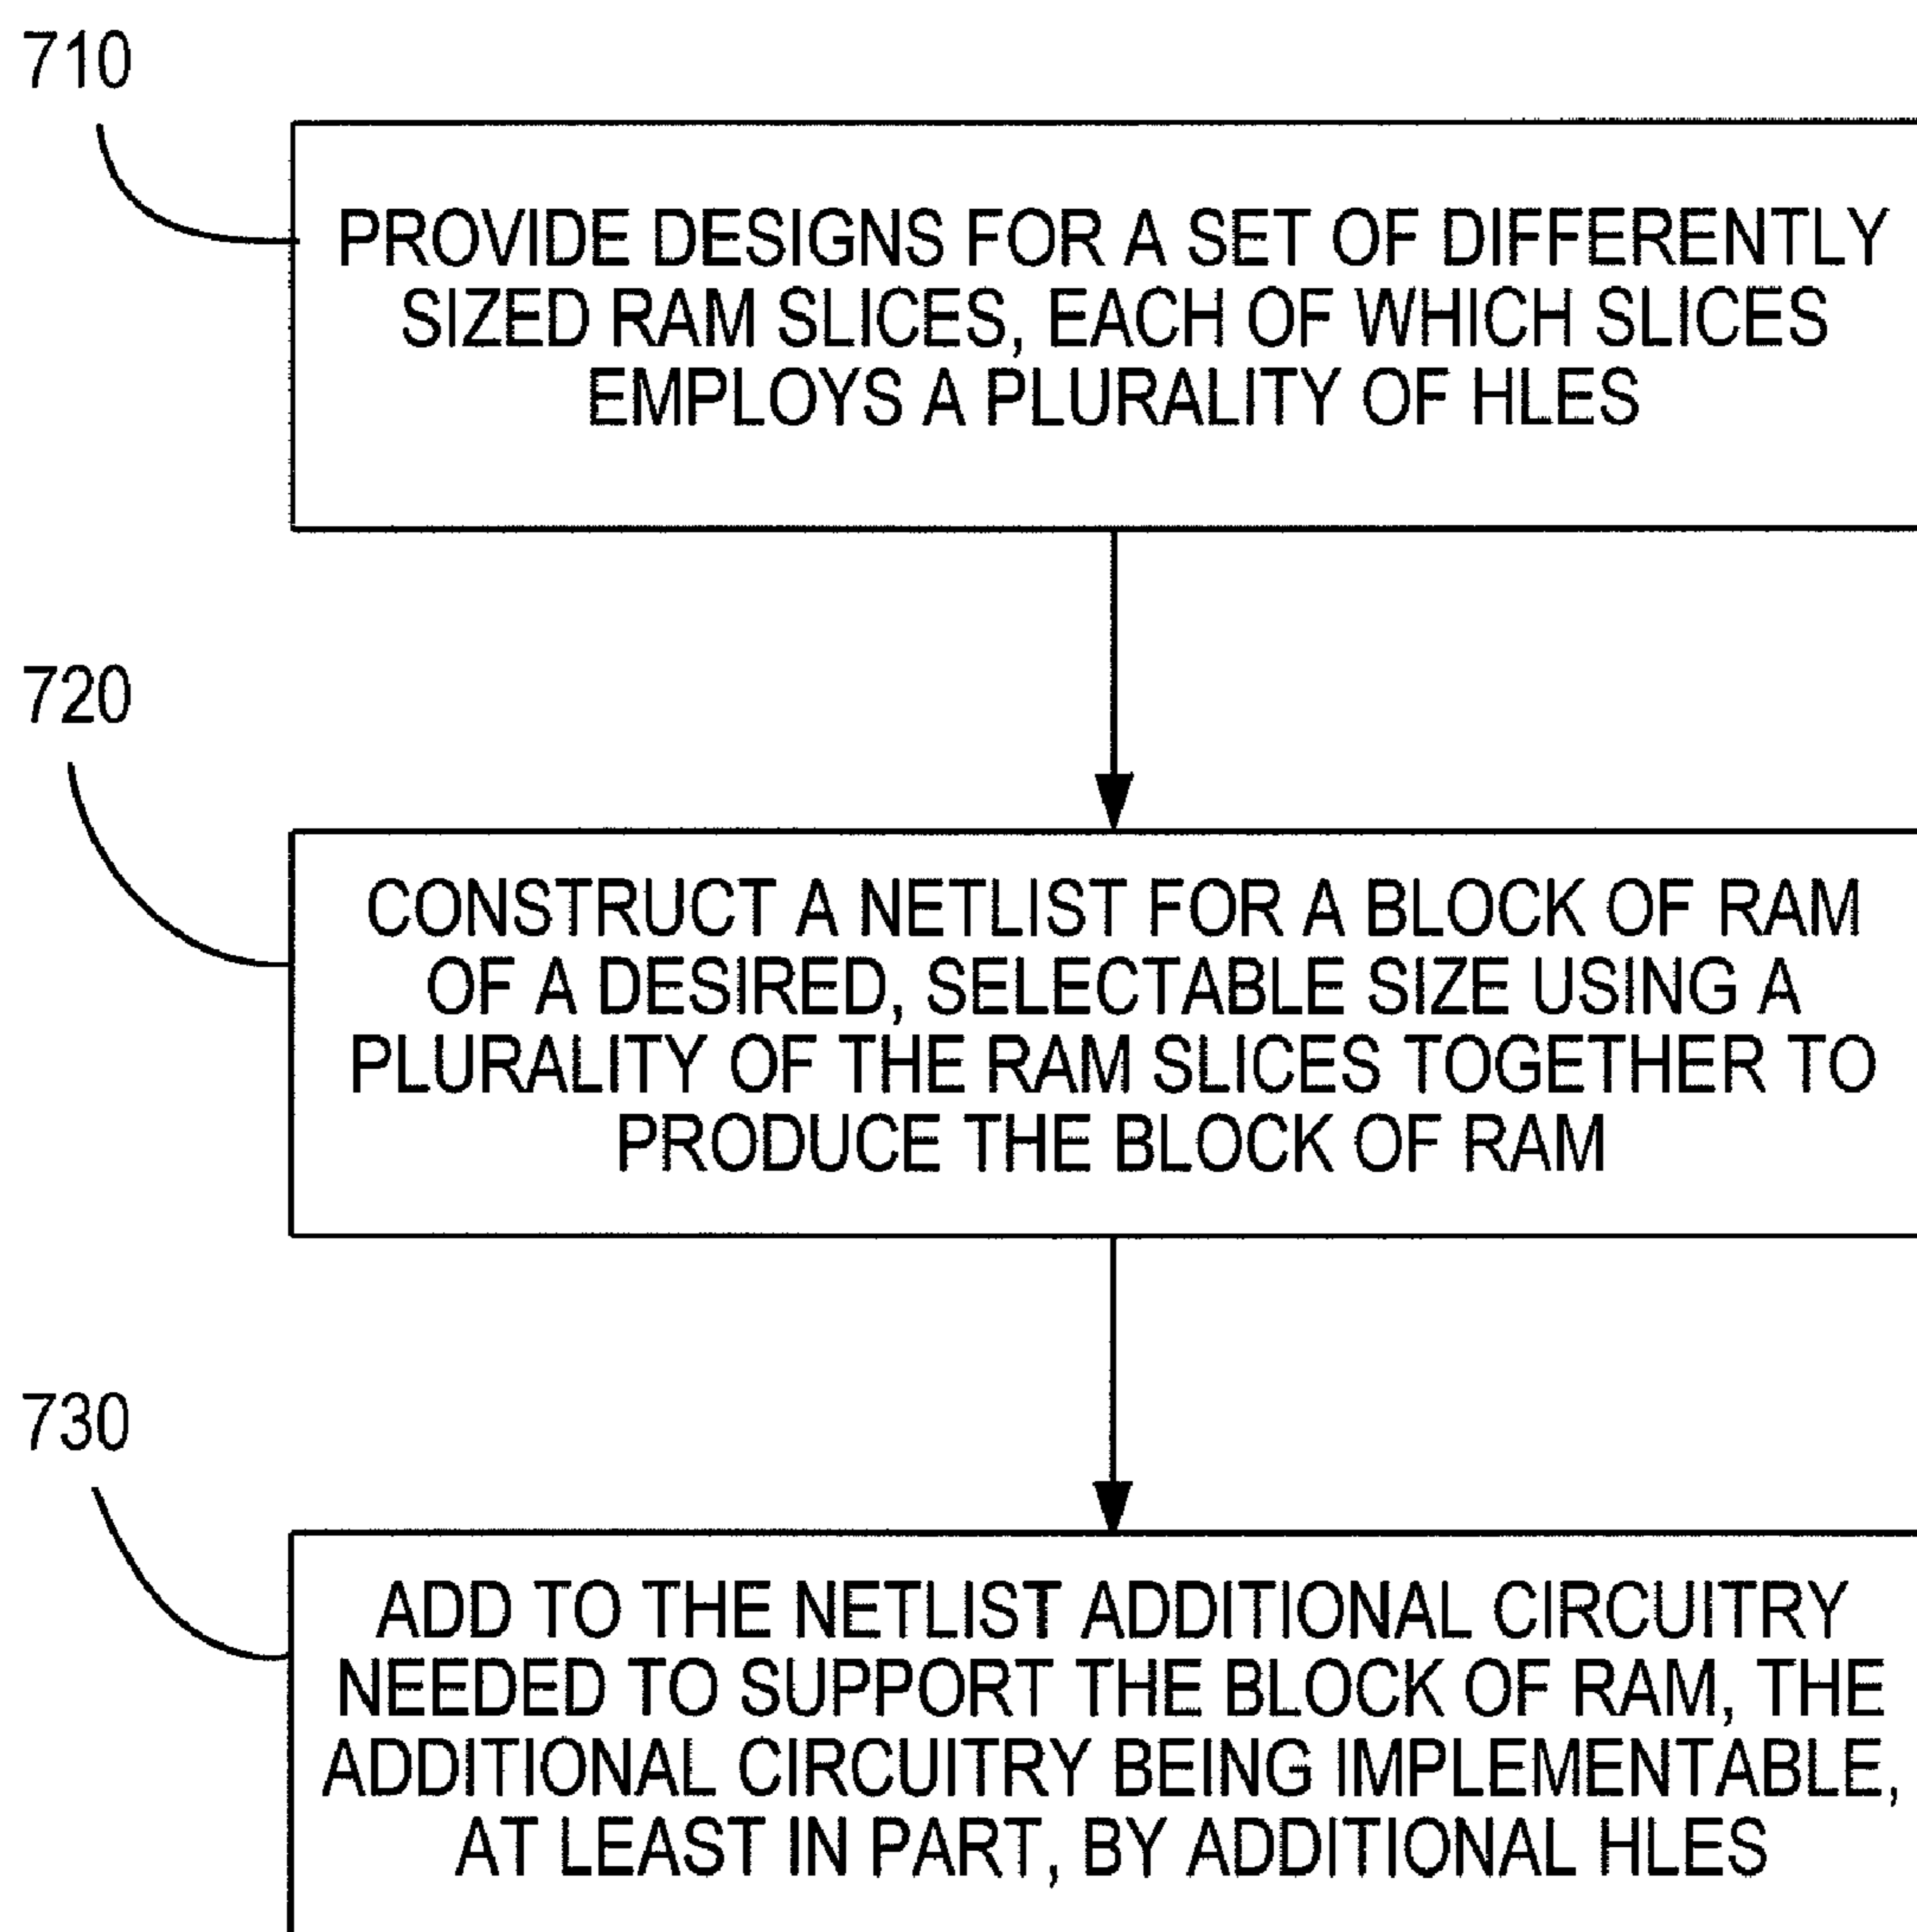 710
PROVIDE DESIGNS FOR A SET OF DIFFERENTLY
SIZED RAM SLICES, EACH OF WHICH SLICES
EMPLOYS A PLURALITY OF HLES
720
CONSTRUCT A NETLIST FOR A BLOCK OF RAM
OF A DESIRED, SELECTABLE SIZE USING A
PLURALITY OF THE RAM SLICES TOGETHER TO
PRODUCE THE BLOCK OF RAM
730
ADD TO THE NETLIST ADDITIONAL CIRCUITRY
NEEDED TO SUPPORT THE BLOCK OF RAM, THE
ADDITIONAL CIRCUITRY BEING IMPLEMENTABLE,
AT LEAST IN PART, BY ADDITIONAL HLES